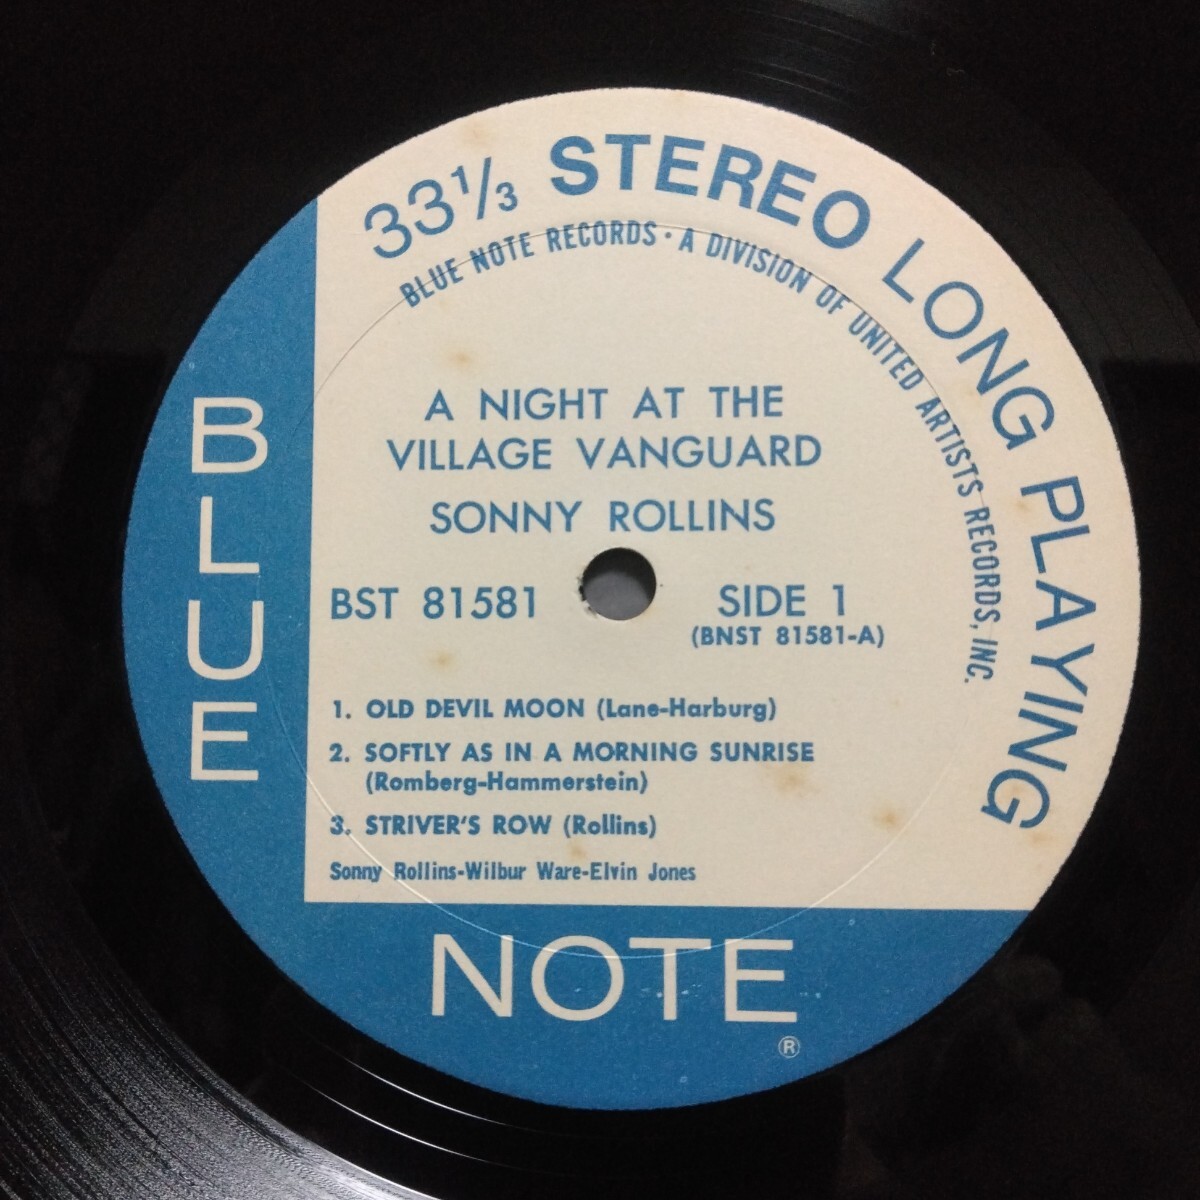 33 1/3 STEREO LONG PLAYING
BLUE NOTE RECORDS · A DIVISION OF UNITED ARTISTS RECORDS, INC.
A NIGHT AT THE
VILLAGE VANGUARD
SONNY ROLLINS
BST 81581
SIDE 1
(BNST 81581-A)
1. OLD DEVIL MOON (Lane-Harburg)
2. SOFTLY AS IN A MORNING SUNRISE
(Romberg-Hammerstein)
3. STRIVER'S ROW (Rollins)
Sonny Rollins-Wilbur Ware-Elvin Jones
BLUE
NOTE
®